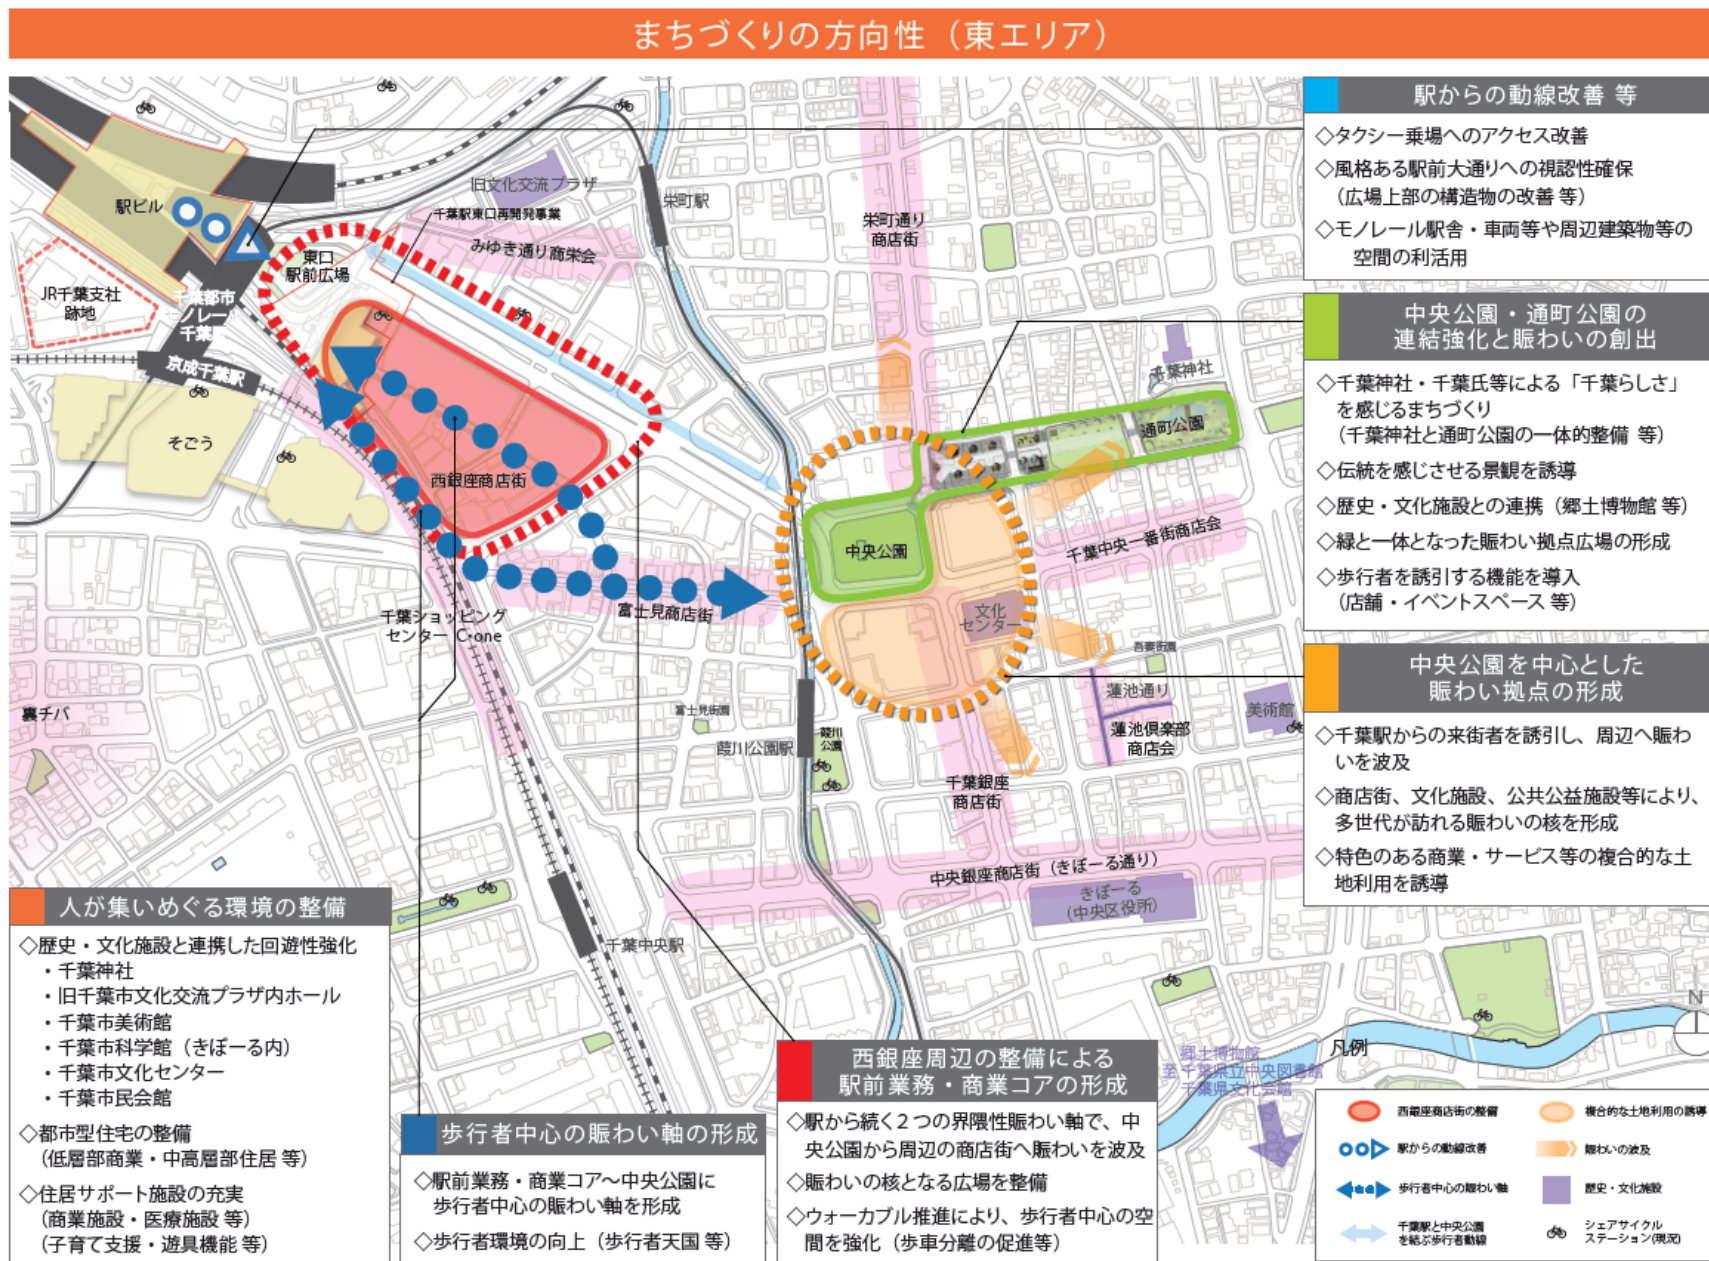 まちづくりの方向性（東エリア）
駅からの動線改善 等
◇タクシー乗場へのアクセス改善
◇風格ある駅前大通りへの視認性確保
（広場上部の構造物の改善 等）
◇モノレール駅舎・車両等や周辺建築物等の
空間の利活用
中央公園・通町公園の
連結強化と賑わいの創出
◇千葉神社・千葉氏等による「千葉らしさ」
を感じるまちづくり
（千葉神社と通町公園の一体的整備 等）
◇伝統を感じさせる景観を誘導
◇歴史・文化施設との連携（郷土博物館 等）
◇緑と一体となった賑わい拠点広場の形成
◇歩行者を誘引する機能を導入
（店舗・イベントスペース 等）
中央公園を中心とした
賑わい拠点の形成
◇千葉駅からの来街者を誘引し、周辺へ賑わ
いを波及
◇商店街、文化施設、公共公益施設等により、
多世代が訪れる賑わいの核を形成
◇特色のある商業・サービス等の複合的な土
地利用を誘導
駅ビル
旧文化交流プラザ
千葉駅東口再開発事業
みゆき通り商栄会
栄町駅
栄町通り
商店街
東口
駅前広場
JR千葉支社
跡地
千葉都市
モノレール
千葉駅
京成千葉駅
そごう
西銀座商店街
千葉神社
通町公園
中央公園
千葉中央一番街商店会
文化
センター
千葉ショッピング
センター C・one
富士見商店街
吾妻街園
蓮池通り
蓮池倶楽部
商店会
美術館
裏チバ
富士見街園
葭川公園駅
葭川
公園
千葉銀座
商店街
中央銀座商店街（きぼーる通り）
きぼーる
（中央区役所）
千葉中央駅
郷土博物館
至 千葉県立中央図書館
千葉県文化会館
N
人が集いめぐる環境の整備
◇歴史・文化施設と連携した回遊性強化
・千葉神社
・旧千葉市文化交流プラザ内ホール
・千葉市美術館
・千葉市科学館（きぼーる内）
・千葉市文化センター
・千葉市民会館
◇都市型住宅の整備
（低層部商業・中高層部住居 等）
◇住居サポート施設の充実
（商業施設・医療施設 等）
（子育て支援・遊具機能 等）
歩行者中心の賑わい軸の形成
◇駅前業務・商業コア～中央公園に
歩行者中心の賑わい軸を形成
◇歩行者環境の向上（歩行者天国 等）
西銀座周辺の整備による
駅前業務・商業コアの形成
◇駅から続く２つの界隈性賑わい軸で、中
央公園から周辺の商店街へ賑わいを波及
◇賑わいの核となる広場を整備
◇ウォーカブル推進により、歩行者中心の空
間を強化（歩車分離の促進等）
凡例
西銀座商店街の整備
複合的な土地利用の誘導
駅からの動線改善
賑わいの波及
歩行者中心の賑わい軸
歴史・文化施設
千葉駅と中央公園
を結ぶ歩行者動線
シェアサイクル
ステーション(現況)